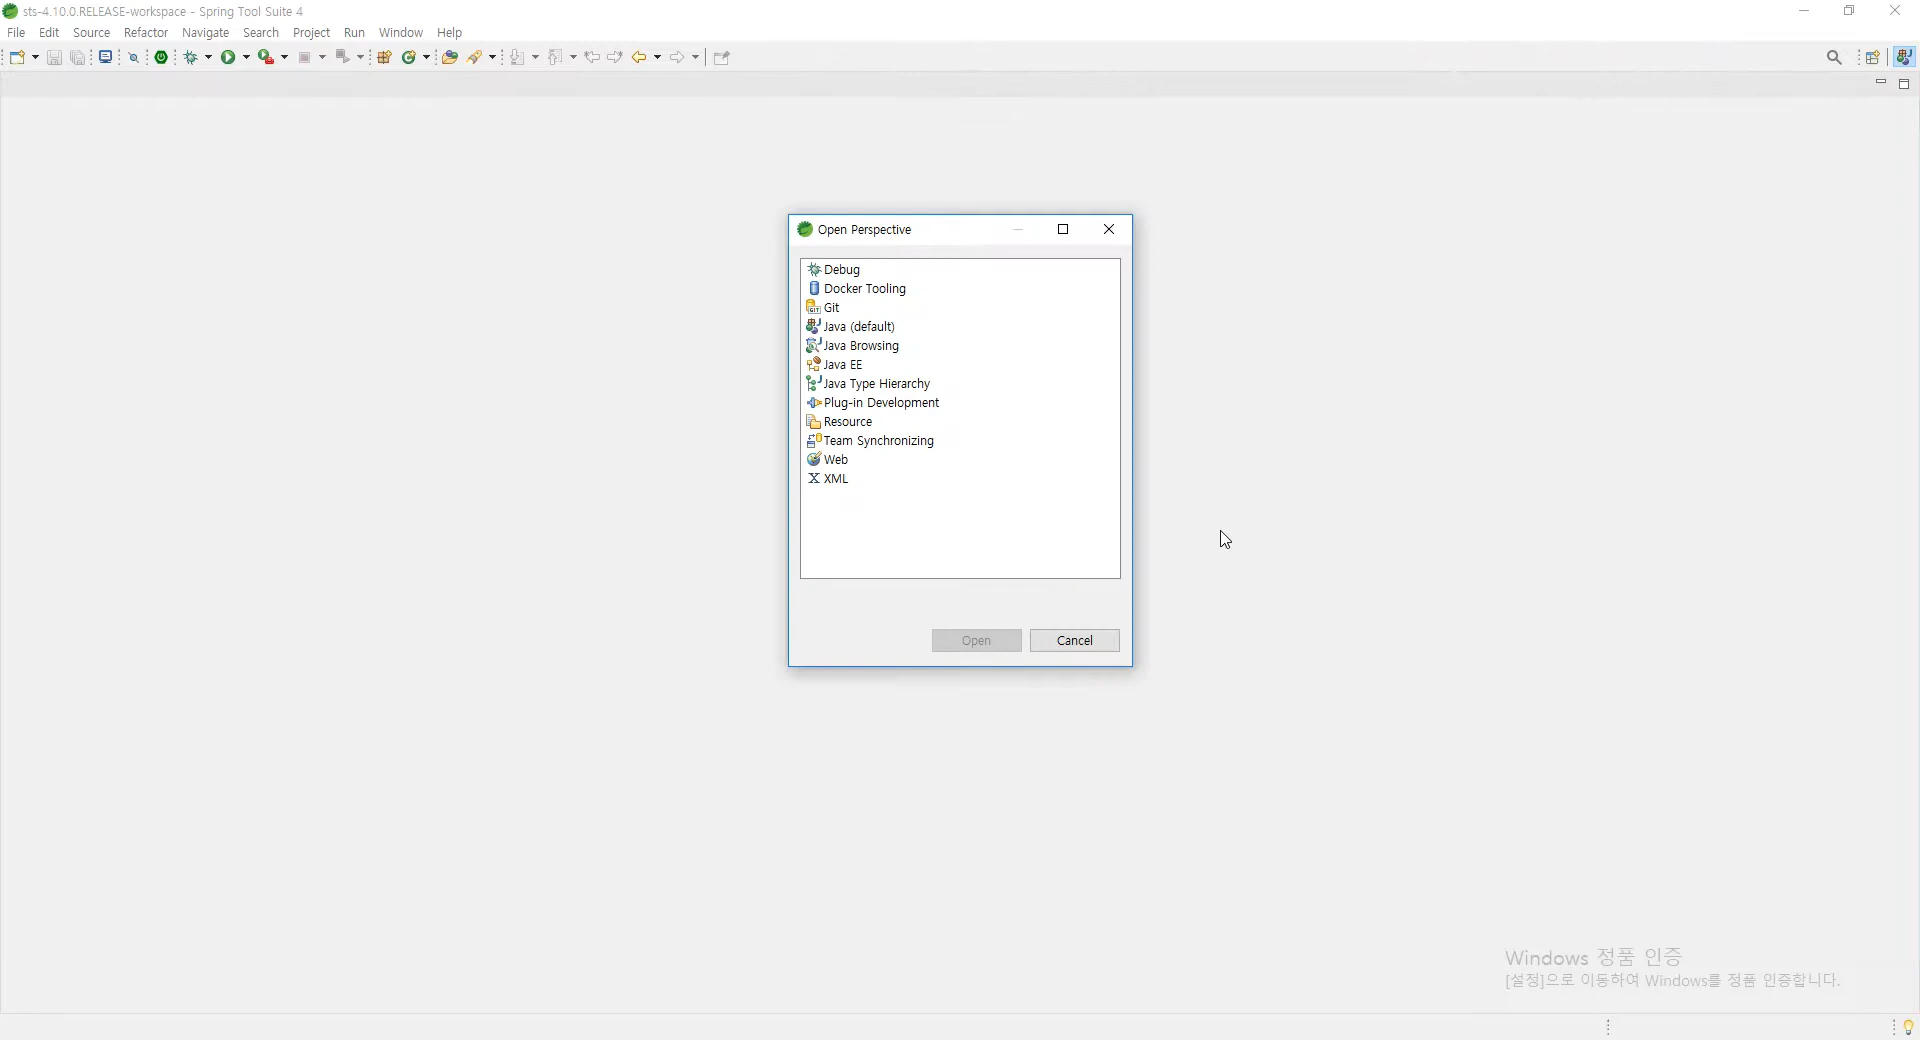 sts-4.10.0.RELEASE-workspace - Spring Tool Suite 4
File Edit Source Refactor Navigate Search Project Run Window Help
Open Perspective
Debug
Docker Tooling
Git
Java (default)
Java Browsing
Java EE
Java Type Hierarchy
Plug-in Development
Resource
Team Synchronizing
Web
XML
Open Cancel
Windows 정품 인증
[설정]으로 이동하여 Windows를 정품 인증합니다.